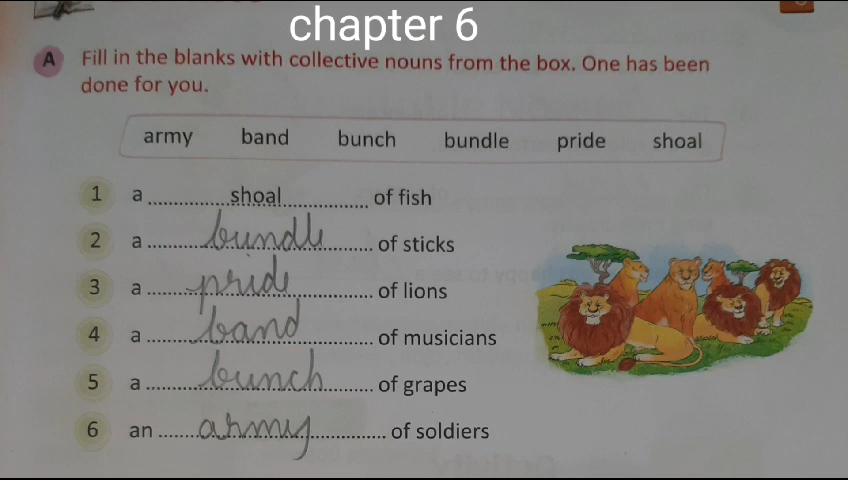 chapter 6
A Fill in the blanks with collective nouns from the box. One has been
done for you.
army band bunch bundle pride shoal
1 a ..............shoal.............. of fish
2 a ..........bundle.......... of sticks
3 a ..........pride.......... of lions
4 a ..........band.......... of musicians
5 a ..........bunch.......... of grapes
6 an ..........army.......... of soldiers